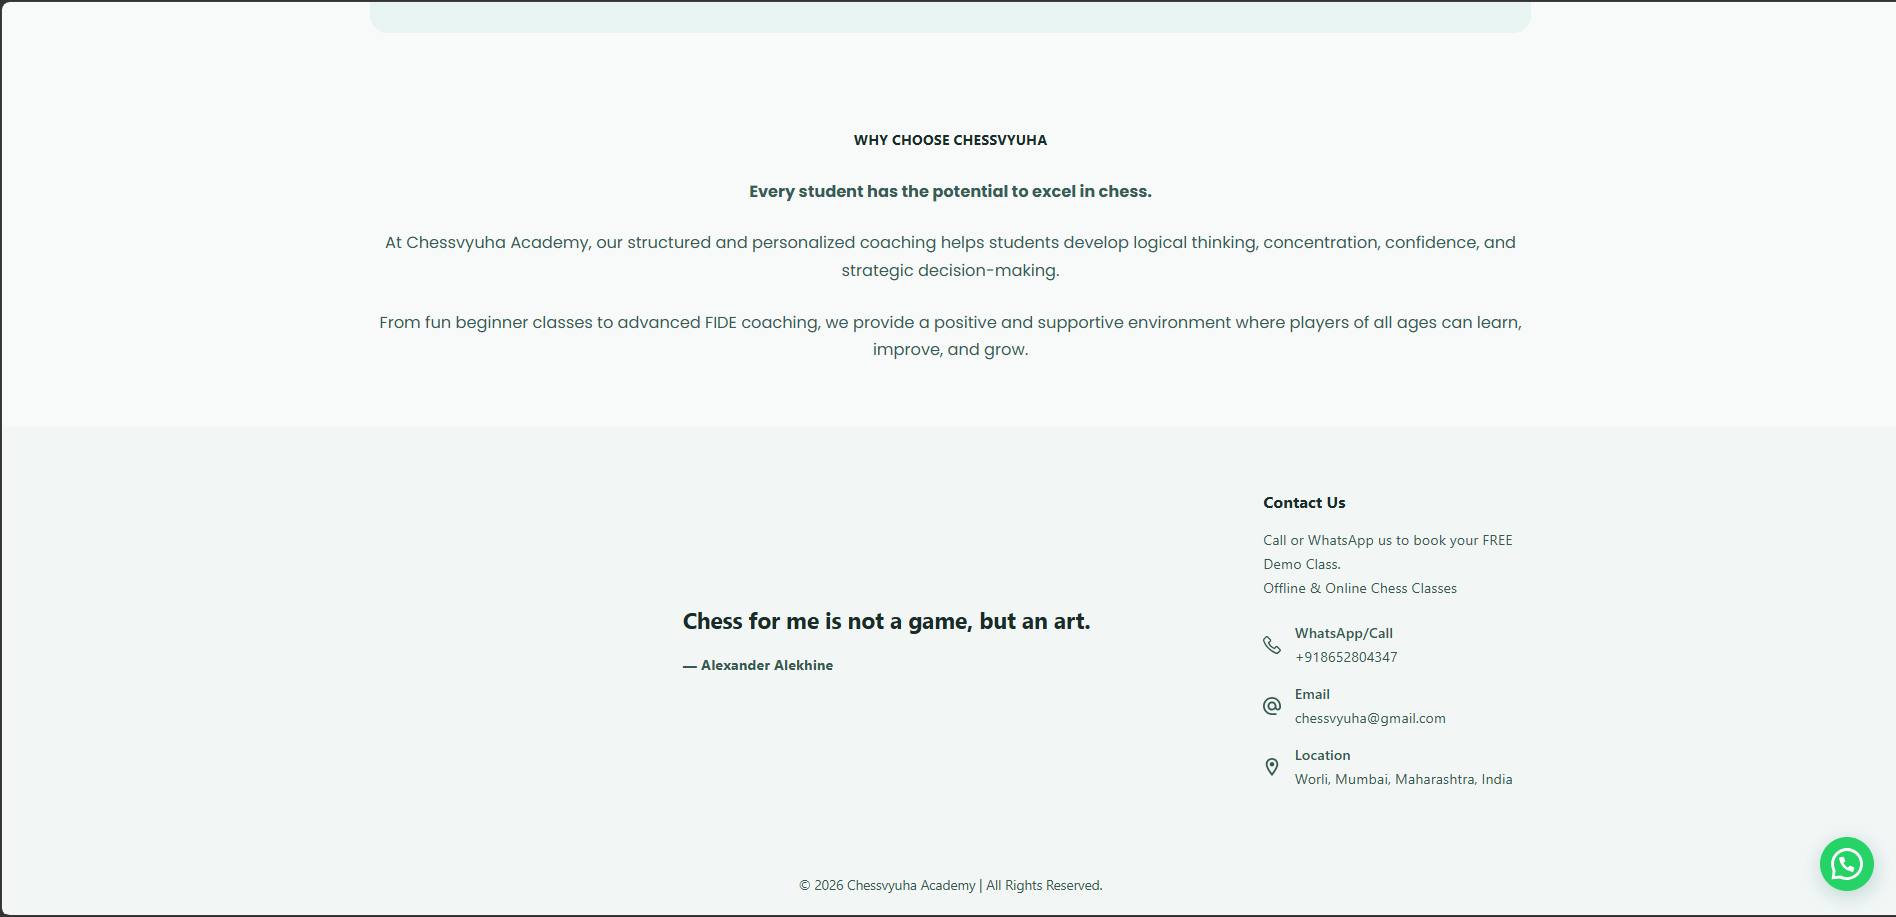 WHY CHOOSE CHESSVYUHA
Every student has the potential to excel in chess.
At Chessvyuha Academy, our structured and personalized coaching helps students develop logical thinking, concentration, confidence, and
strategic decision-making.
From fun beginner classes to advanced FIDE coaching, we provide a positive and supportive environment where players of all ages can learn,
improve, and grow.
Chess for me is not a game, but an art.
— Alexander Alekhine
Contact Us
Call or WhatsApp us to book your FREE
Demo Class.
Offline & Online Chess Classes
WhatsApp/Call
+918652804347
Email
chessvyuha@gmail.com
Location
Worli, Mumbai, Maharashtra, India
© 2026 Chessvyuha Academy | All Rights Reserved.